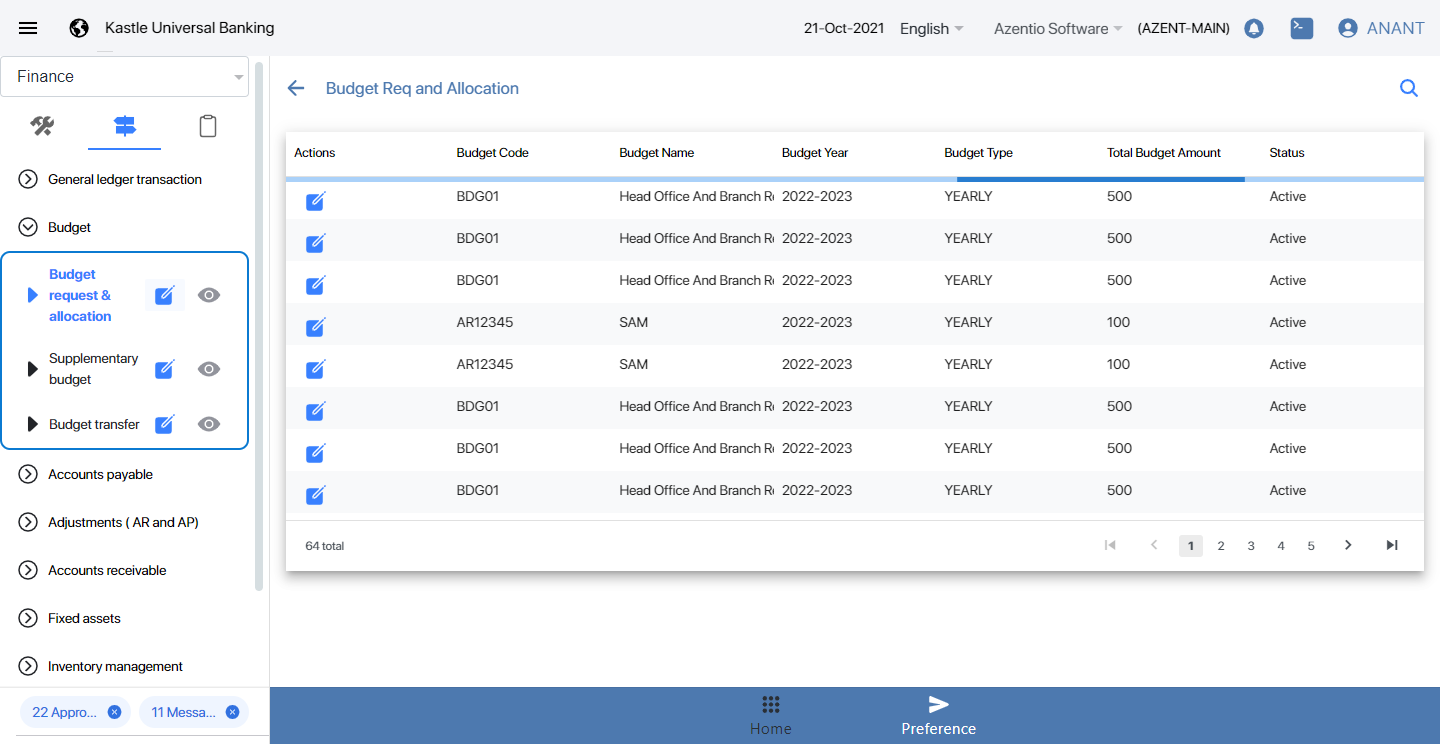 Kastle Universal Banking
21-Oct-2021 English Azentio Software (AZENT-MAIN) ANANT
Finance
General ledger transaction
Budget
Budget
request &
allocation
Supplementary
budget
Budget transfer
Accounts payable
Adjustments ( AR and AP)
Accounts receivable
Fixed assets
Inventory management
22 Appro...
11 Messa...
Budget Req and Allocation
Actions Budget Code Budget Name Budget Year Budget Type Total Budget Amount Status
BDG01 Head Office And Branch Re 2022-2023 YEARLY 500 Active
BDG01 Head Office And Branch Re 2022-2023 YEARLY 500 Active
BDG01 Head Office And Branch Re 2022-2023 YEARLY 500 Active
AR12345 SAM 2022-2023 YEARLY 100 Active
AR12345 SAM 2022-2023 YEARLY 100 Active
BDG01 Head Office And Branch Re 2022-2023 YEARLY 500 Active
BDG01 Head Office And Branch Re 2022-2023 YEARLY 500 Active
BDG01 Head Office And Branch Re 2022-2023 YEARLY 500 Active
64 total 1 2 3 4 5
Home
Preference